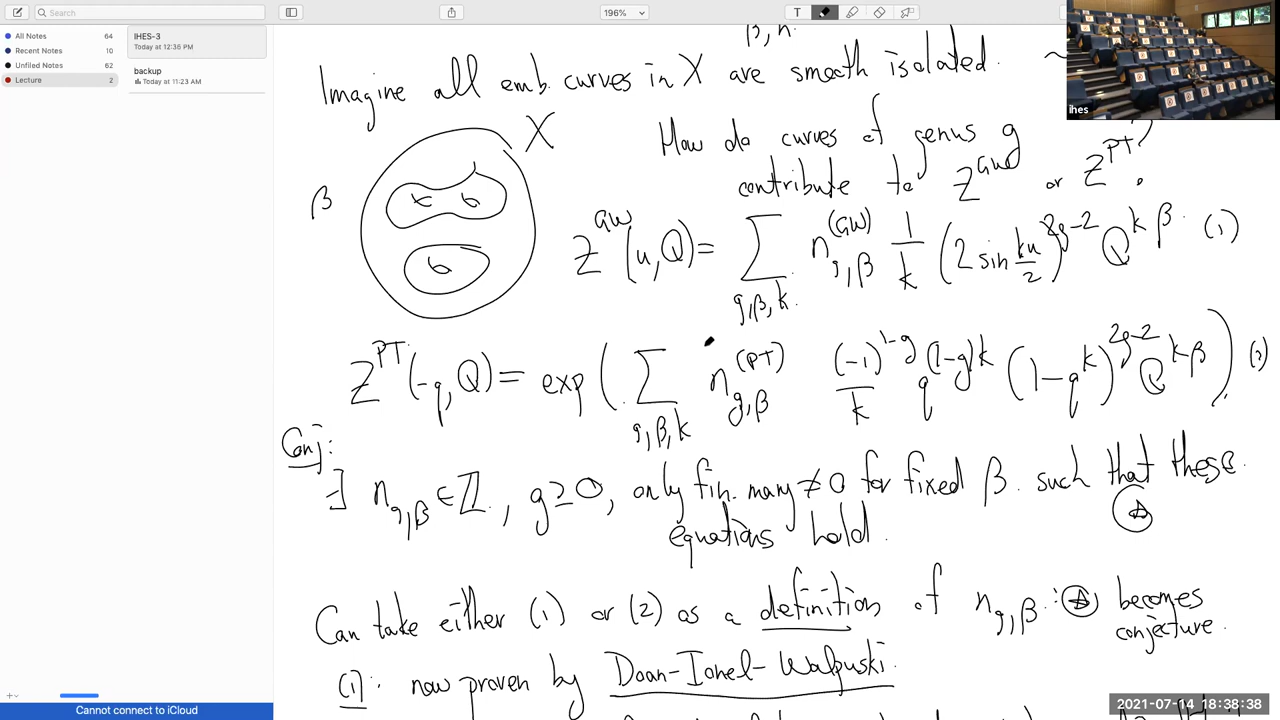 Search
196%
T
All Notes 64
Recent Notes 10
Unfiled Notes 62
Lecture 2
IHES-3
Today at 12:36 PM
backup
Today at 11:23 AM
ihes
β, n
Imagine all emb. curves in X are smooth isolated. ~
β X How do curves of genus g
contribute to Z^{GW} or Z^{PT}?
Z^{GW}(u,Q) = ∑_{g,β,k} n_{g,β}^{(GW)} 1/k (2 sin ku/2)^{2g-2} Q^{kβ}. (1)
Z^{PT}(-q,Q) = exp(∑_{g,β,k} n_{g,β}^{(PT)} (-1)^{1-g}/k q^{(1-g)k} (1-q^k)^{2g-2} Q^{kβ}). (2)
Conj:
∃ n_{g,β} ∈ ℤ, g≥0, only fin. many ≠ 0 for fixed β. such that these
equations hold. ☆
Can take either (1) or (2) as a definition of n_{g,β}: ☆ becomes
conjecture.
(1): now proven by Doan-Ionel-Walpuski.
Cannot connect to iCloud
2021-07-14 18:38:38